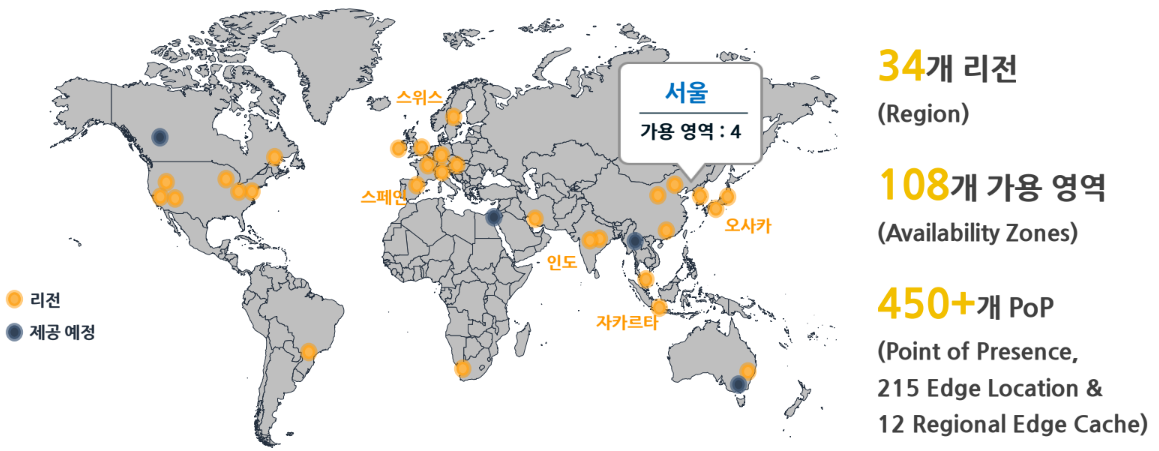 스위스
스페인
서울
가용 영역 : 4
오사카
인도
자카르타
리전
제공 예정
34개 리전
(Region)
108개 가용 영역
(Availability Zones)
450+개 PoP
(Point of Presence,
215 Edge Location &
12 Regional Edge Cache)